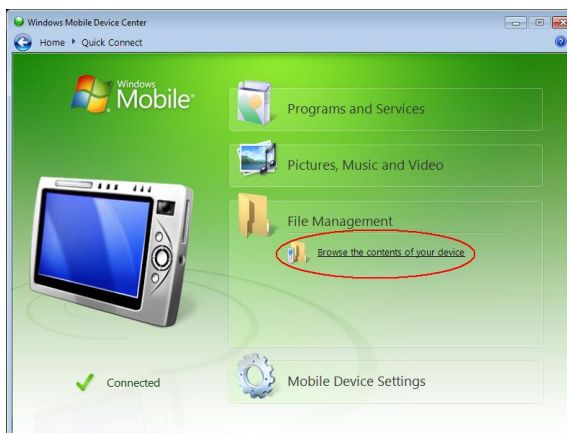 Windows Mobile Device Center
Home Quick Connect
Windows
Mobile
Programs and Services
Pictures, Music and Video
File Management
Browse the contents of your device
Connected
Mobile Device Settings